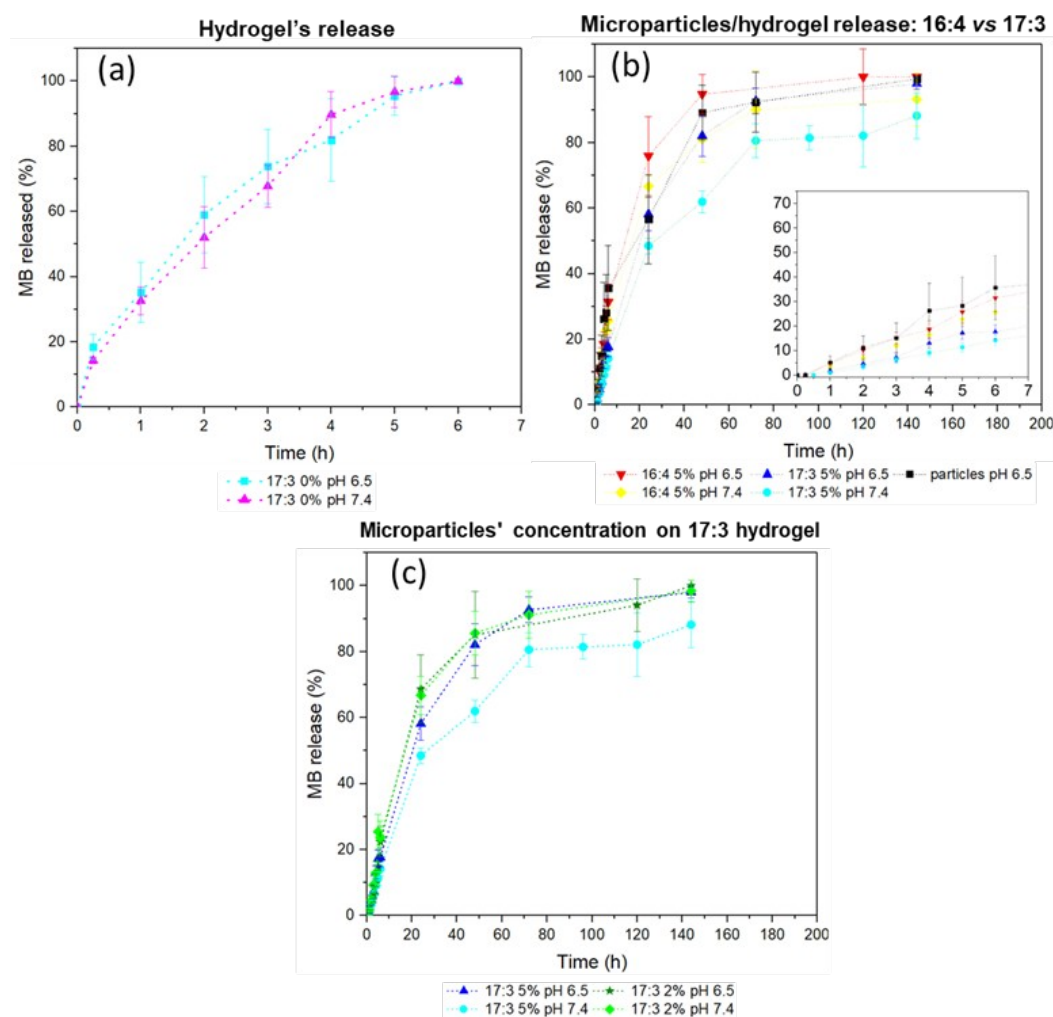 Hydrogel's release
(a)
MB released (%)
100
80
60
40
20
0
0 1 2 3 4 5 6 7
Time (h)
17:3 0% pH 6.5
17:3 0% pH 7.4
Microparticles/hydrogel release: 16:4 vs 17:3
(b)
MB release (%)
100
80
60
40
20
0
0 20 40 60 80 100 120 140 160 180 200
Time (h)
70
60
50
40
30
20
10
0
0 1 2 3 4 5 6 7
16:4 5% pH 6.5 17:3 5% pH 6.5 particles pH 6.5
16:4 5% pH 7.4 17:3 5% pH 7.4
Microparticles' concentration on 17:3 hydrogel
(c)
MB release (%)
100
80
60
40
20
0
0 20 40 60 80 100 120 140 160 180 200
Time (h)
17:3 5% pH 6.5 17:3 2% pH 6.5
17:3 5% pH 7.4 17:3 2% pH 7.4